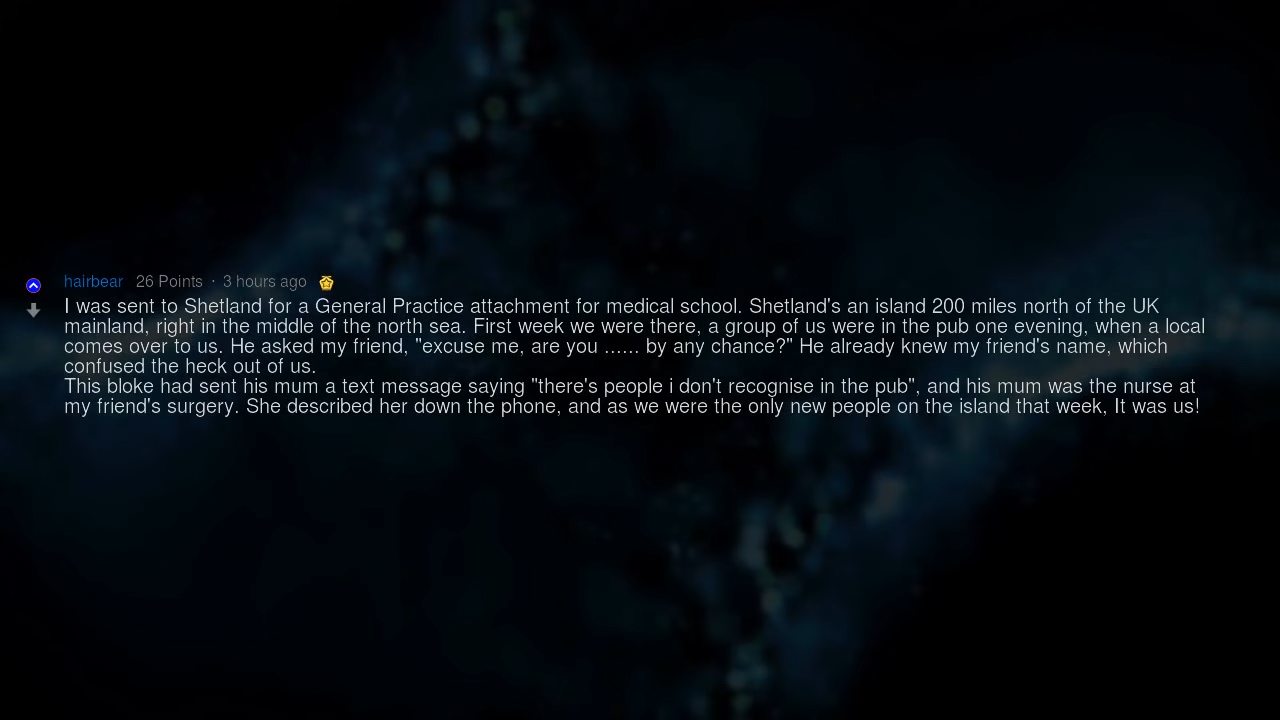 hairbear 26 Points · 3 hours ago
I was sent to Shetland for a General Practice attachment for medical school. Shetland's an island 200 miles north of the UK
mainland, right in the middle of the north sea. First week we were there, a group of us were in the pub one evening, when a local
comes over to us. He asked my friend, "excuse me, are you ...... by any chance?" He already knew my friend's name, which
confused the heck out of us.
This bloke had sent his mum a text message saying "there's people i don't recognise in the pub", and his mum was the nurse at
my friend's surgery. She described her down the phone, and as we were the only new people on the island that week, It was us!